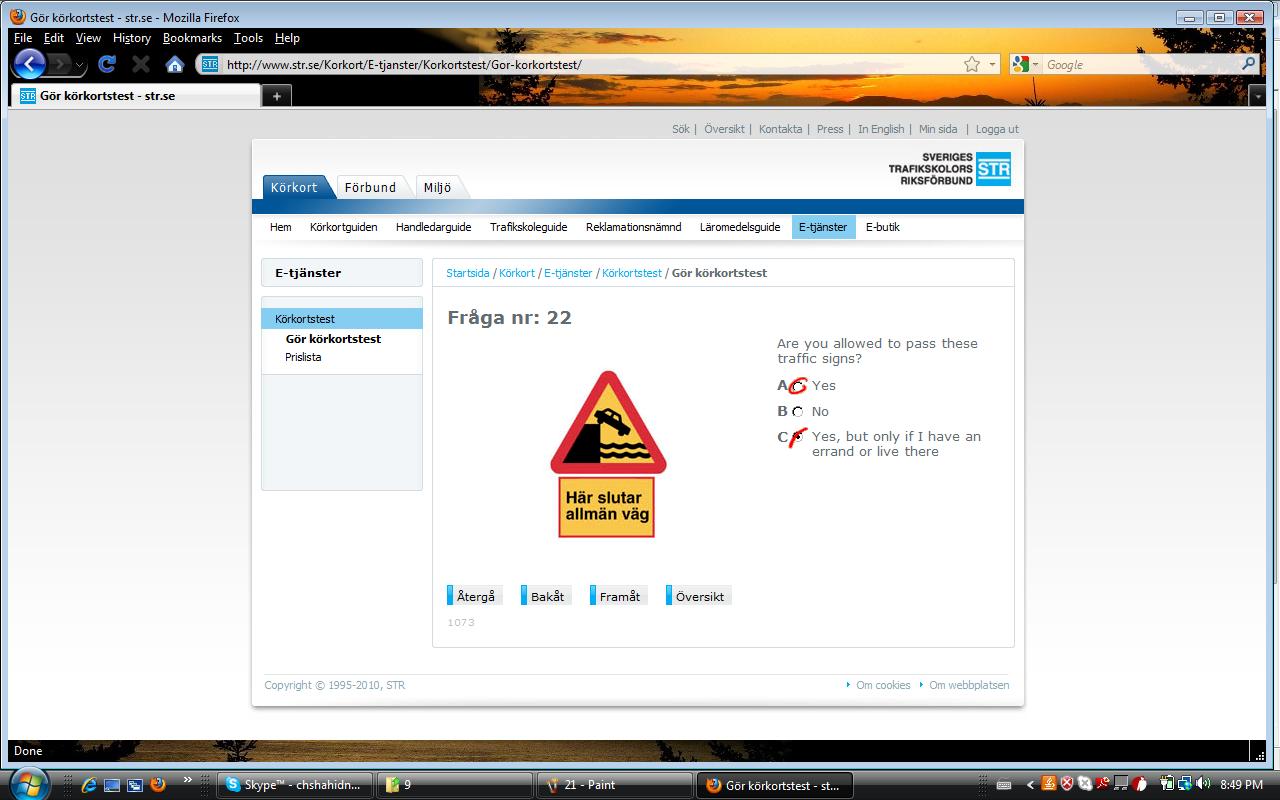 Gör körkortstest - str.se - Mozilla Firefox
File Edit View History Bookmarks Tools Help
STR http://www.str.se/Korkort/E-tjanster/Korkortstest/Gor-korkortstest/ Google
STR Gör körkortstest - str.se
Sök | Översikt | Kontakta | Press | In English | Min sida | Logga ut
SVERIGES
TRAFIKSKOLORS
RIKSFÖRBUND
STR
Körkort Förbund Miljö
Hem Körkortguiden Handledarguide Trafikskoleguide Reklamationsnämnd Läromedelsguide E-tjänster E-butik
E-tjänster
Körkortstest
Gör körkortstest
Prislista
Startsida / Körkort / E-tjänster / Körkortstest / Gör körkortstest
Fråga nr: 22
Här slutar
allmän väg
Are you allowed to pass these
traffic signs?
A Yes
B No
C Yes, but only if I have an
errand or live there
Återgå Bakåt Framåt Översikt
1073
Copyright © 1995-2010, STR
Om cookies Om webbplatsen
Done
Skype™ - chshahidn... 9 21 - Paint Gör körkortstest - st... 8:49 PM